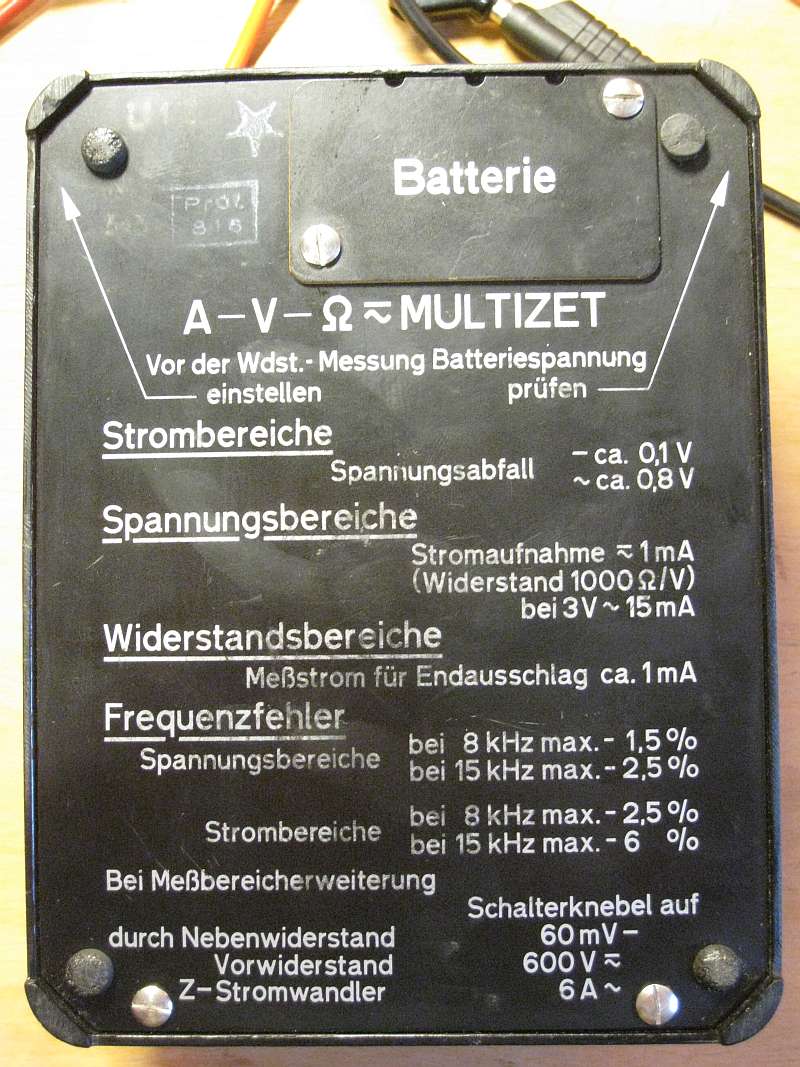 Batterie
Prüf.
816
A–V–Ω≂MULTIZET
Vor der Wdst.-Messung Batteriespannung
einstellen prüfen
Strombereiche
Spannungsabfall – ca. 0,1 V
~ ca. 0,8 V
Spannungsbereiche
Stromaufnahme ≂ 1 mA
(Widerstand 1000 Ω/V)
bei 3V ~ 15 mA
Widerstandsbereiche
Meßstrom für Endausschlag ca. 1 mA
Frequenzfehler
Spannungsbereiche bei 8 kHz max. - 1,5 %
bei 15 kHz max. - 2,5 %
Strombereiche bei 8 kHz max. - 2,5 %
bei 15 kHz max. - 6 %
Bei Meßbereicherweiterung
Schalterknebel auf
durch Nebenwiderstand 60 mV –
Vorwiderstand 600 V ≂
Z–Stromwandler 6 A ~